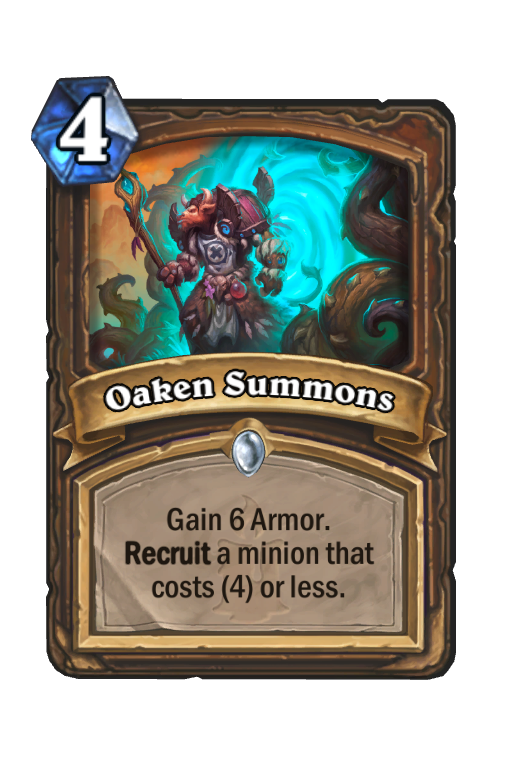 4
Oaken Summons
Gain 6 Armor.
Recruit a minion that
costs (4) or less.